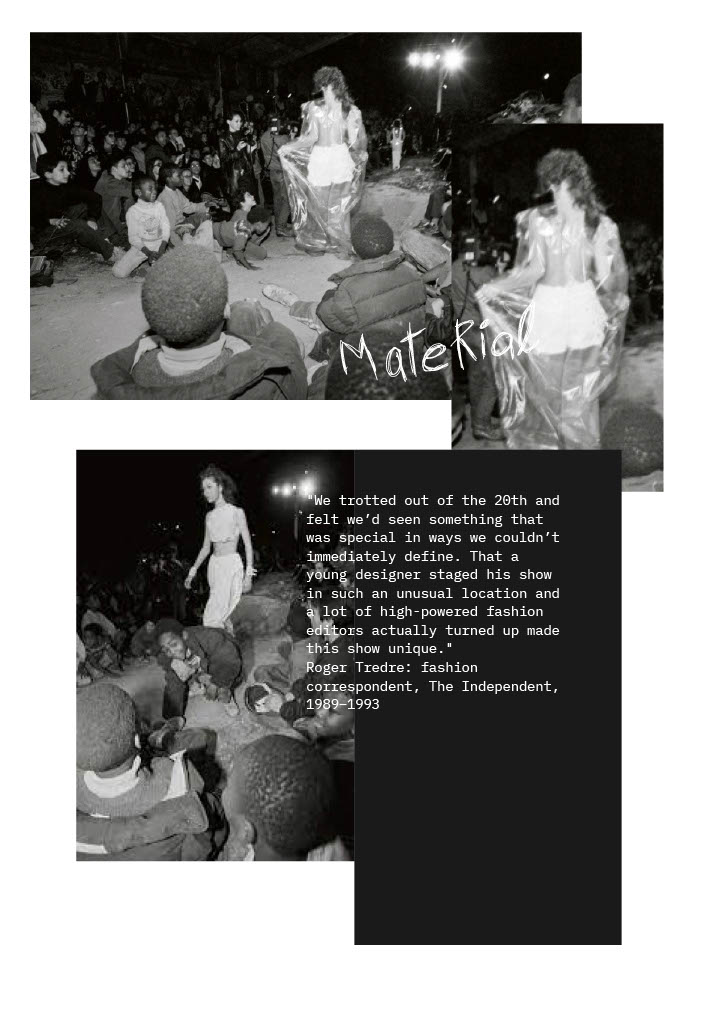 MateRial
"We trotted out of the 20th and
felt we’d seen something that
was special in ways we couldn’t
immediately define. That a
young designer staged his show
in such an unusual location and
a lot of high-powered fashion
editors actually turned up made
this show unique."
Roger Tredre: fashion
correspondent, The Independent,
1989–1993